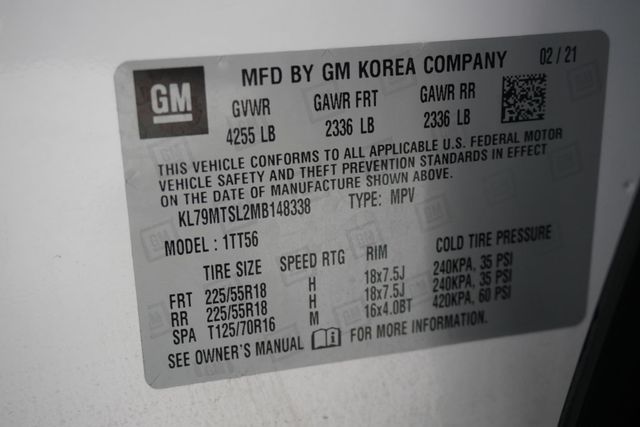 GM MFD BY GM KOREA COMPANY 02 / 21
GVWR GAWR FRT GAWR RR
4255 LB 2336 LB 2336 LB
THIS VEHICLE CONFORMS TO ALL APPLICABLE U.S. FEDERAL MOTOR
VEHICLE SAFETY AND THEFT PREVENTION STANDARDS IN EFFECT
ON THE DATE OF MANUFACTURE SHOWN ABOVE.
KL79MTSL2MB148338 TYPE: MPV
MODEL : 1TT56
TIRE SIZE SPEED RTG RIM COLD TIRE PRESSURE
FRT 225/55R18 H 18x7.5J 240KPA, 35 PSI
RR 225/55R18 H 18x7.5J 240KPA, 35 PSI
SPA T125/70R16 M 16x4.0BT 420KPA, 60 PSI
SEE OWNER'S MANUAL FOR MORE INFORMATION.